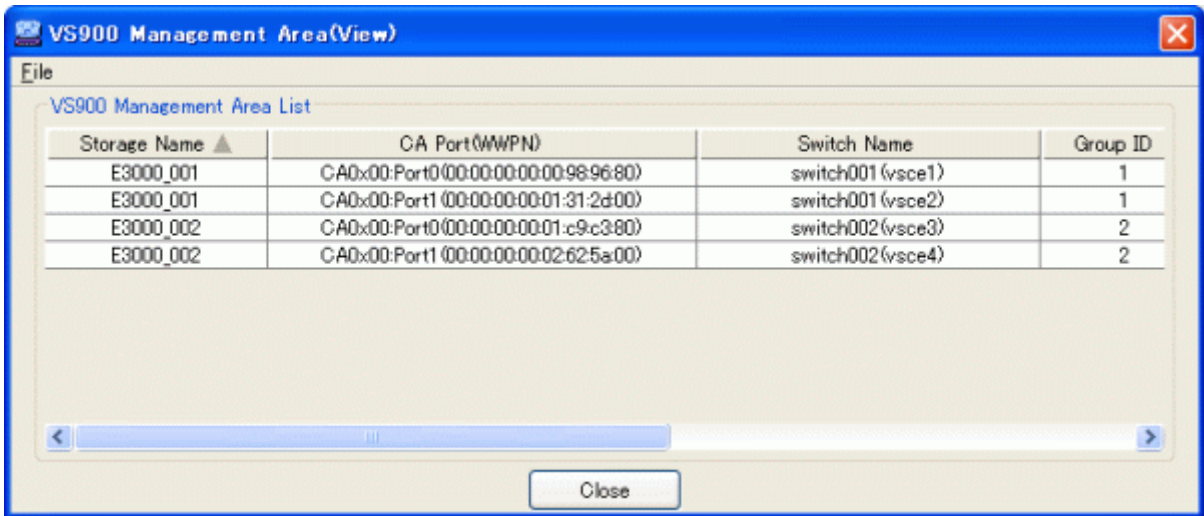 VS900 Management Area(View)
File
VS900 Management Area List
Storage Name CA Port(WWPN) Switch Name Group ID
E3000_001 CA0x00:Port0(00:00:00:00:00:98:96:80) switch001(vsce1) 1
E3000_001 CA0x00:Port1(00:00:00:00:01:31:2d:00) switch001(vsce2) 1
E3000_002 CA0x00:Port0(00:00:00:00:01:c9:c3:80) switch002(vsce3) 2
E3000_002 CA0x00:Port1(00:00:00:00:02:62:5a:00) switch002(vsce4) 2
Close